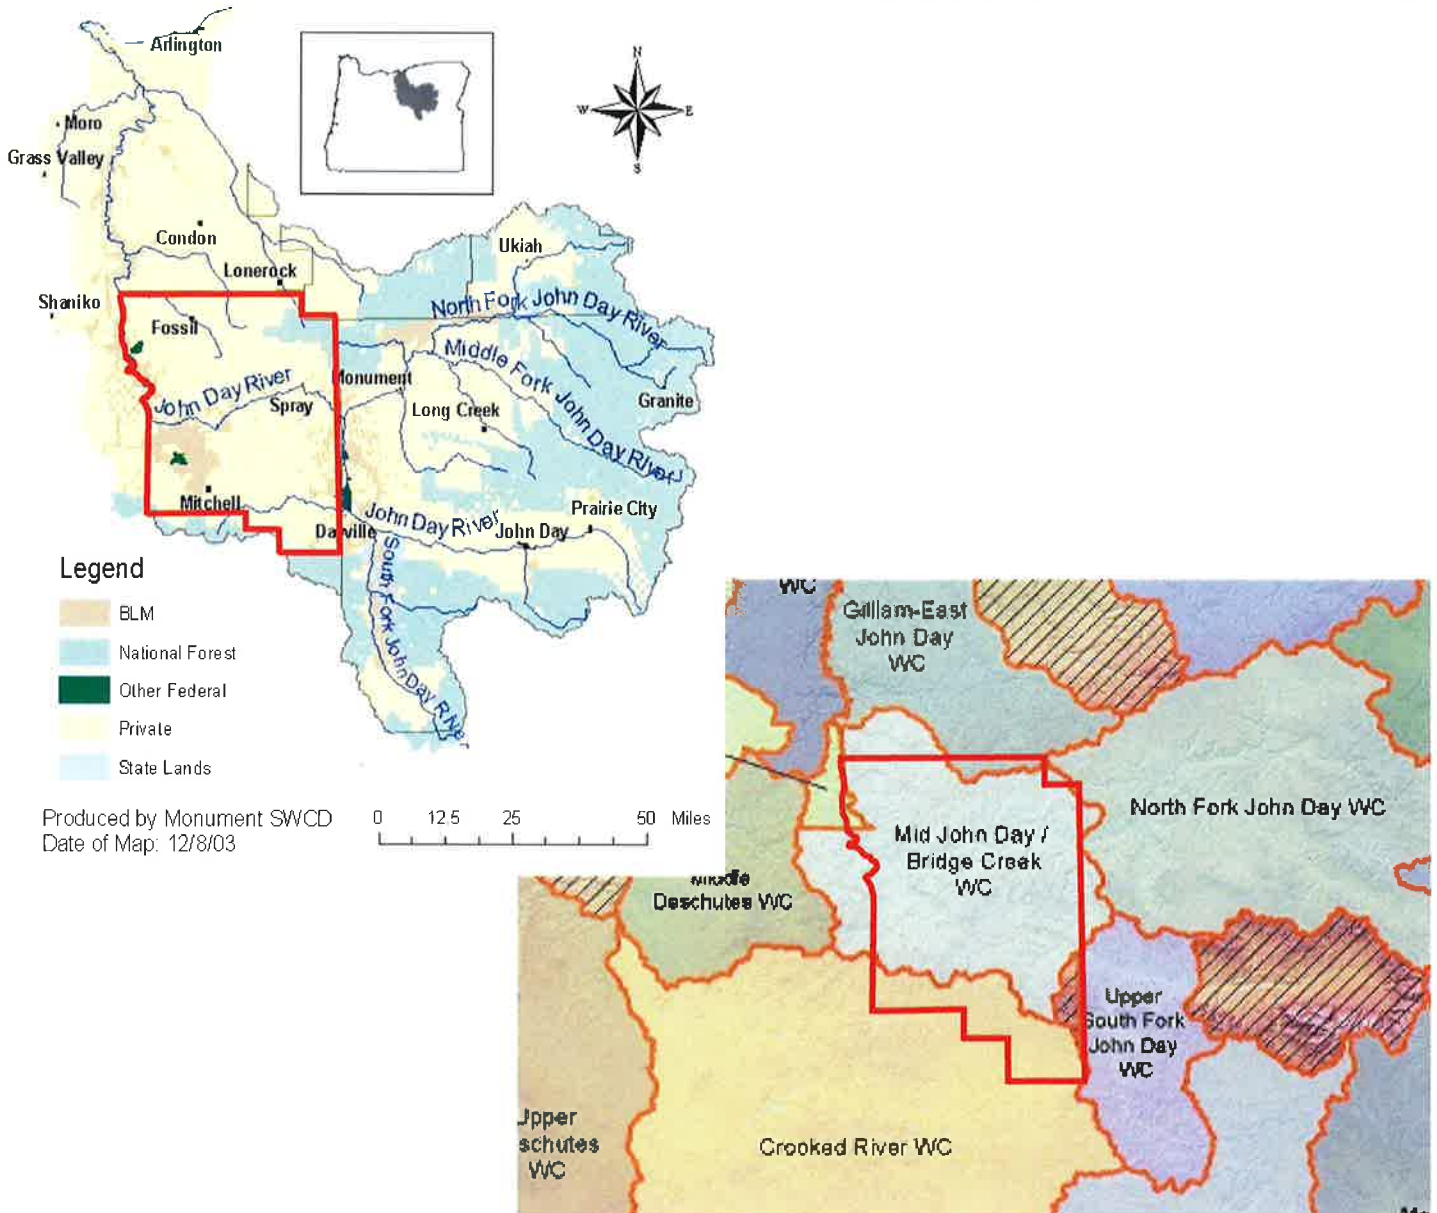 Arlington
N
W
E
S
Moro
Grass Valley
Condon
Ukiah
Lonerock
Shaniko
North Fork John Day River
Fossil
Middle Fork John Day River
Monument
John Day River
Spray
Long Creek
Granite
Mitchell
John Day River
Prairie City
John Day
South Fork John Day River
Legend
BLM
National Forest
Other Federal
Private
State Lands
Produced by Monument SWCD
Date of Map: 12/8/03
0
12.5
25
50
Miles
WC
Gilliam-East
John Day
WC
North Fork John Day WC
Mid John Day /
Bridge Creek
WC
Middle
Deschutes WC
Upper
South Fork
John Day
WC
Upper
schutes
WC
Crooked River WC